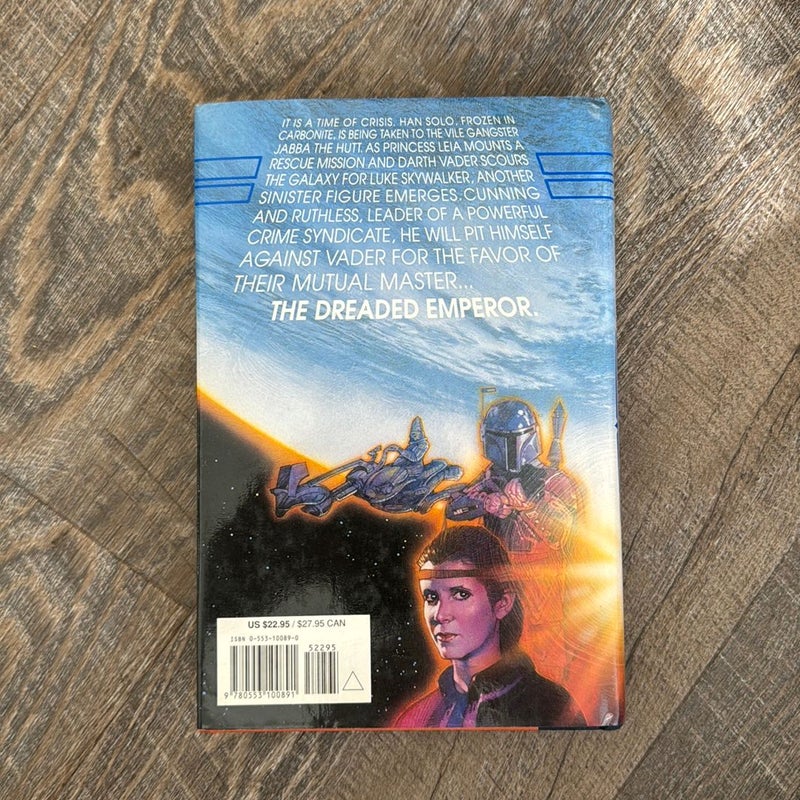 IT IS A TIME OF CRISIS. HAN SOLO, FROZEN IN
CARBONITE, IS BEING TAKEN TO THE VILE GANGSTER
JABBA THE HUTT. AS PRINCESS LEIA MOUNTS A
RESCUE MISSION AND DARTH VADER SCOURS
THE GALAXY FOR LUKE SKYWALKER, ANOTHER
SINISTER FIGURE EMERGES. CUNNING
AND RUTHLESS, LEADER OF A POWERFUL
CRIME SYNDICATE, HE WILL PIT HIMSELF
AGAINST VADER FOR THE FAVOR OF
THEIR MUTUAL MASTER...
THE DREADED EMPEROR.
US $22.95 / $27.95 CAN
ISBN 0-553-10089-0
52295
9 780553 100891